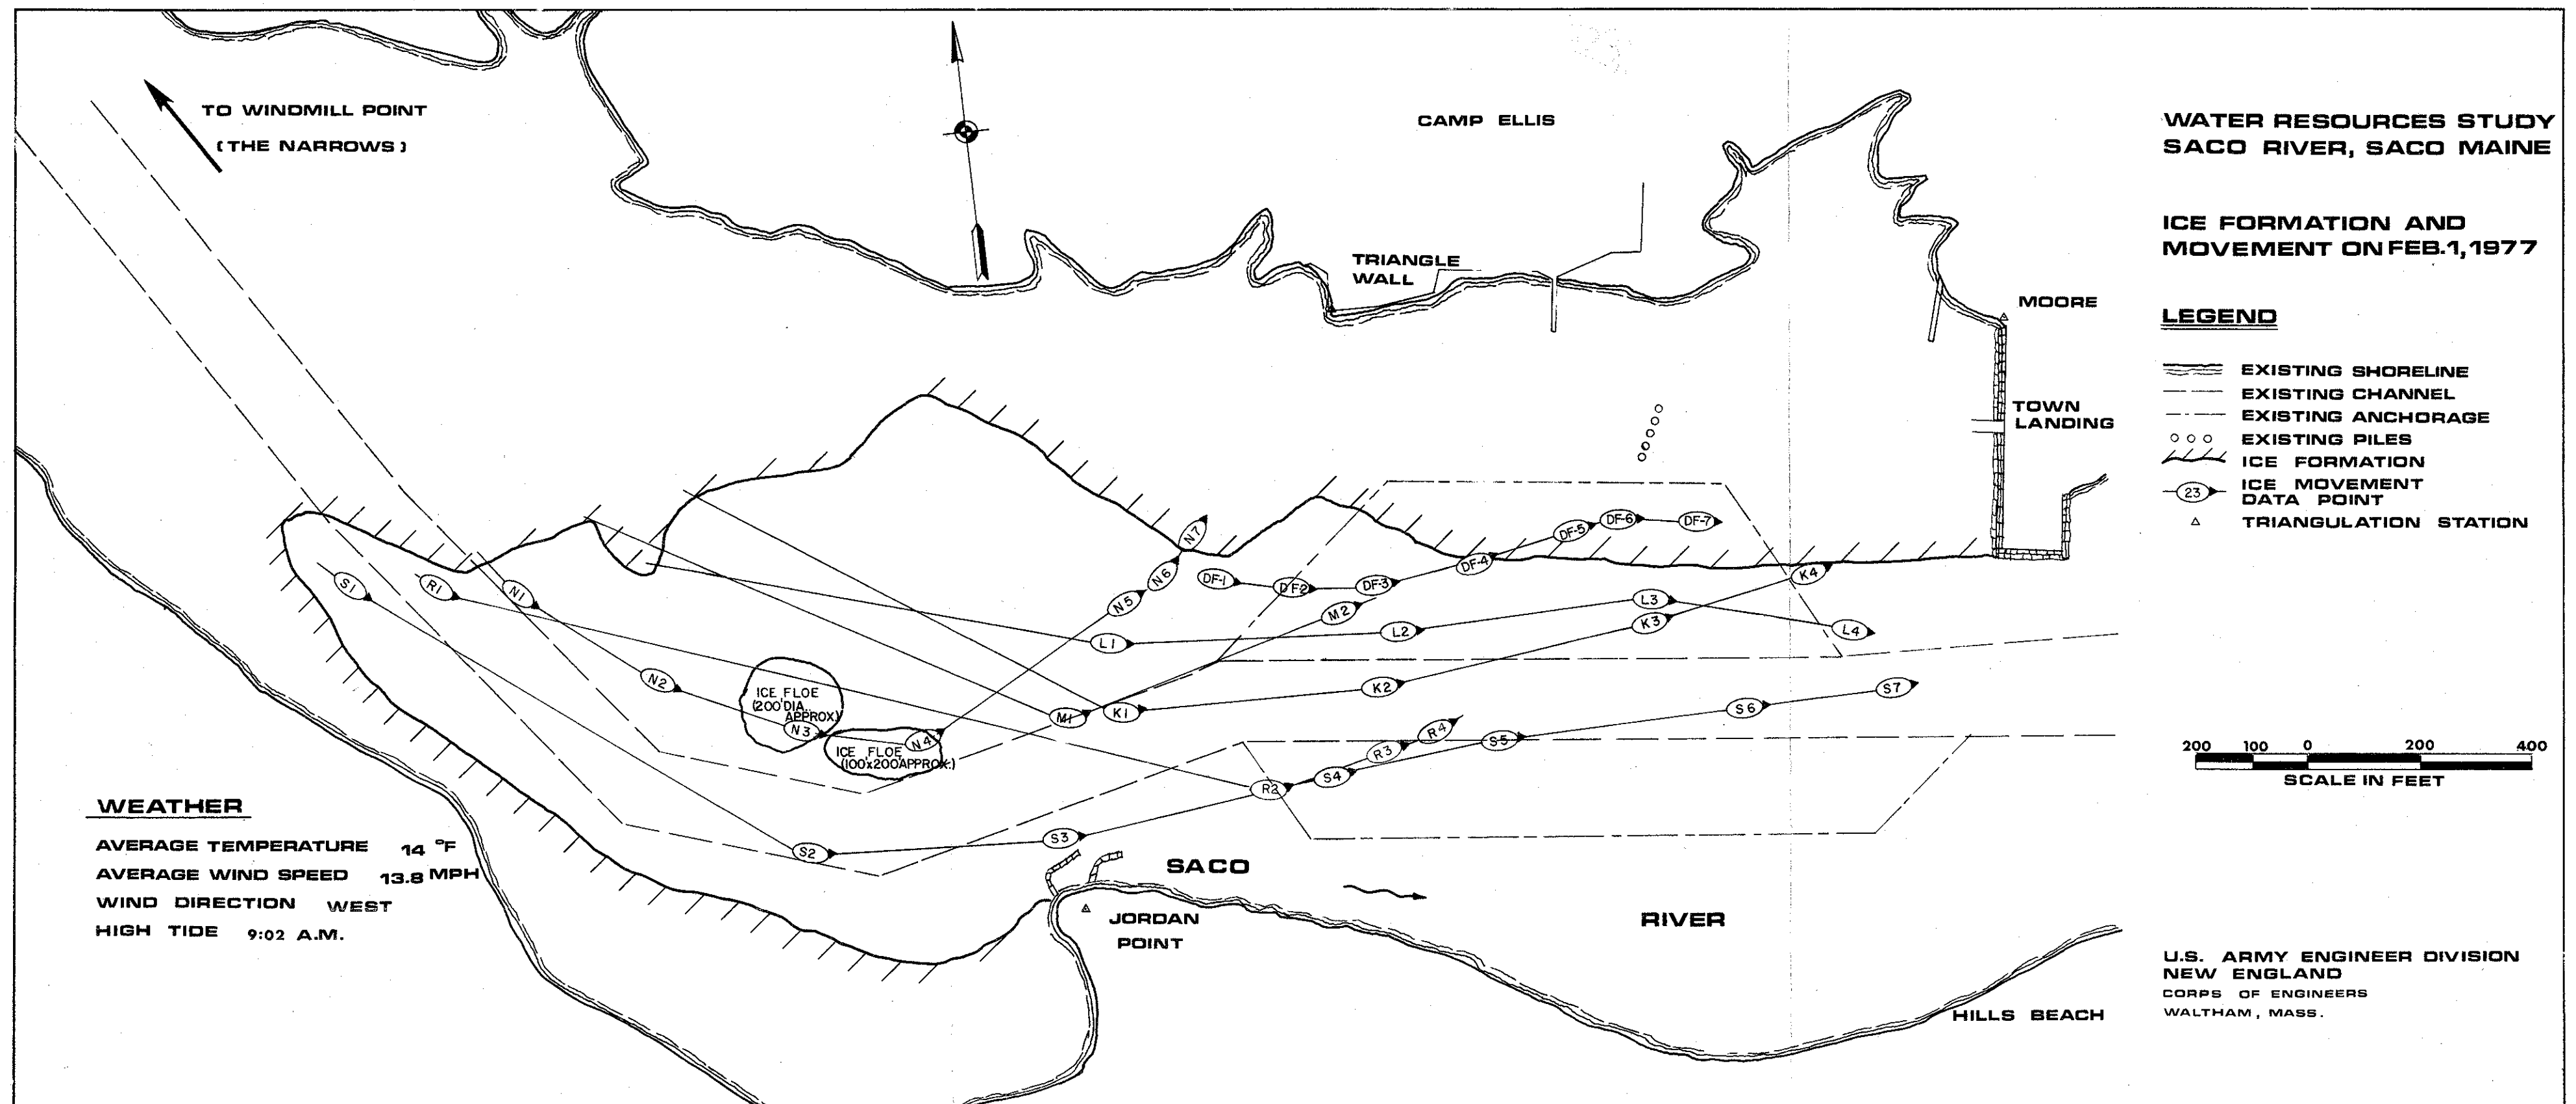 TO WINDMILL POINT
(THE NARROWS)
CAMP ELLIS
TRIANGLE
WALL
MOORE
TOWN
LANDING
WATER RESOURCES STUDY
SACO RIVER, SACO MAINE
ICE FORMATION AND
MOVEMENT ON FEB.1,1977
LEGEND
EXISTING SHORELINE
EXISTING CHANNEL
EXISTING ANCHORAGE
EXISTING PILES
ICE FORMATION
23
ICE MOVEMENT
DATA POINT
TRIANGULATION STATION
S1
R1
N1
N2
N3
N4
N5
N6
N7
DF-1
DF-2
DF-3
DF-4
DF-5
DF-6
DF-7
M1
M2
L1
L2
L3
L4
K1
K2
K3
K4
R2
R3
R4
S2
S3
S4
S5
S6
S7
ICE FLOE
(200' DIA.
APPROX.)
ICE FLOE
(100'x200' APPROX.)
200 100 0 200 400
SCALE IN FEET
WEATHER
AVERAGE TEMPERATURE 14 °F
AVERAGE WIND SPEED 13.8 MPH
WIND DIRECTION WEST
HIGH TIDE 9:02 A.M.
SACO
RIVER
JORDAN
POINT
HILLS BEACH
U.S. ARMY ENGINEER DIVISION
NEW ENGLAND
CORPS OF ENGINEERS
WALTHAM, MASS.